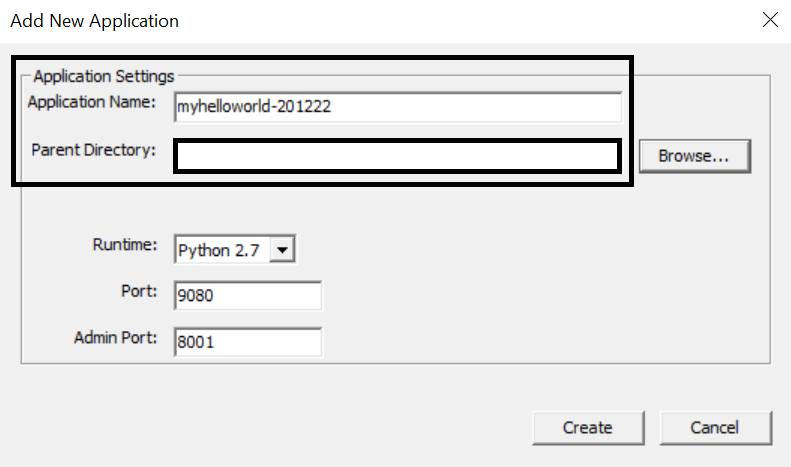 Add New Application
Application Settings
Application Name: myhelloworld-201222
Parent Directory:
Browse...
Runtime: Python 2.7
Port: 9080
Admin Port: 8001
Create Cancel